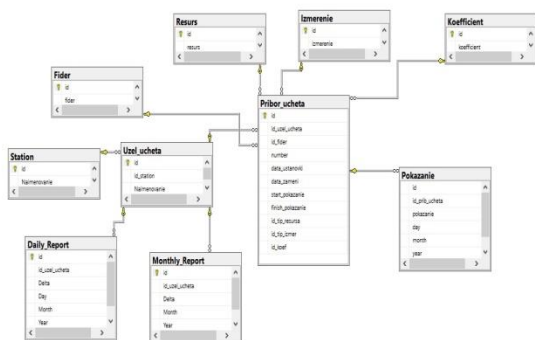 Resurs
id
resurs
Izmerenie
id
Izmerenie
Koefficient
id
koefficient
Fider
id
fider
Pribor_ucheta
id
id_uzel_ucheta
id_fider
number
data_ustanovki
data_zameni
start_pokazanie
finish_pokazanie
id_tip_resursa
id_tip_izmer
id_koef
Station
id
Naimenovanie
Uzel_ucheta
id
id_station
Naimenovanie
Pokazanie
id
id_prib_ucheta
pokazanie
day
month
year
Daily_Report
id
id_uzel_ucheta
Delta
Day
Month
Year
Monthly_Report
id
id_uzel_ucheta
Delta
Month
Year